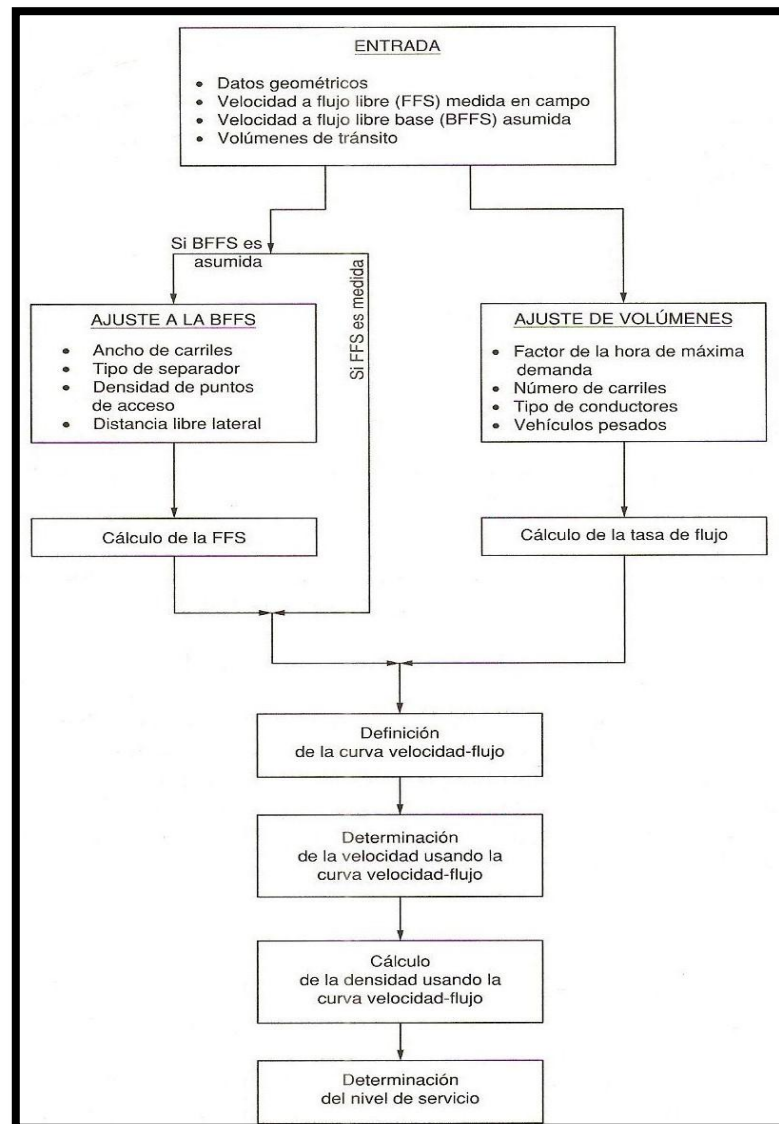 ENTRADA
• Datos geométricos
• Velocidad a flujo libre (FFS) medida en campo
• Velocidad a flujo libre base (BFFS) asumida
• Volúmenes de tránsito
Si BFFS es
asumida
Si FFS es medida
AJUSTE A LA BFFS
• Ancho de carriles
• Tipo de separador
• Densidad de puntos
de acceso
• Distancia libre lateral
AJUSTE DE VOLÚMENES
• Factor de la hora de máxima
demanda
• Número de carriles
• Tipo de conductores
• Vehículos pesados
Cálculo de la FFS
Cálculo de la tasa de flujo
Definición
de la curva velocidad-flujo
Determinación
de la velocidad usando la
curva velocidad-flujo
Cálculo
de la densidad usando la
curva velocidad-flujo
Determinación
del nivel de servicio